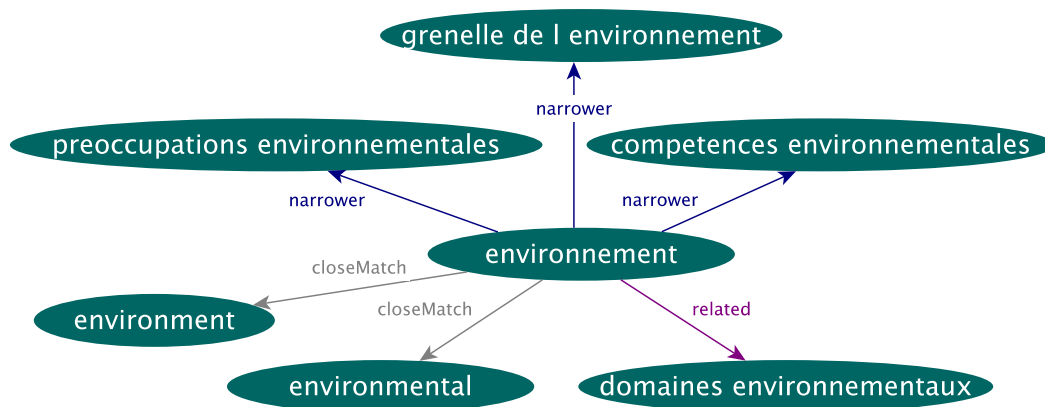 grenelle de l environnement
narrower
preoccupations environnementales
competences environnementales
narrower
narrower
environnement
closeMatch
closeMatch
related
environment
environmental
domaines environnementaux